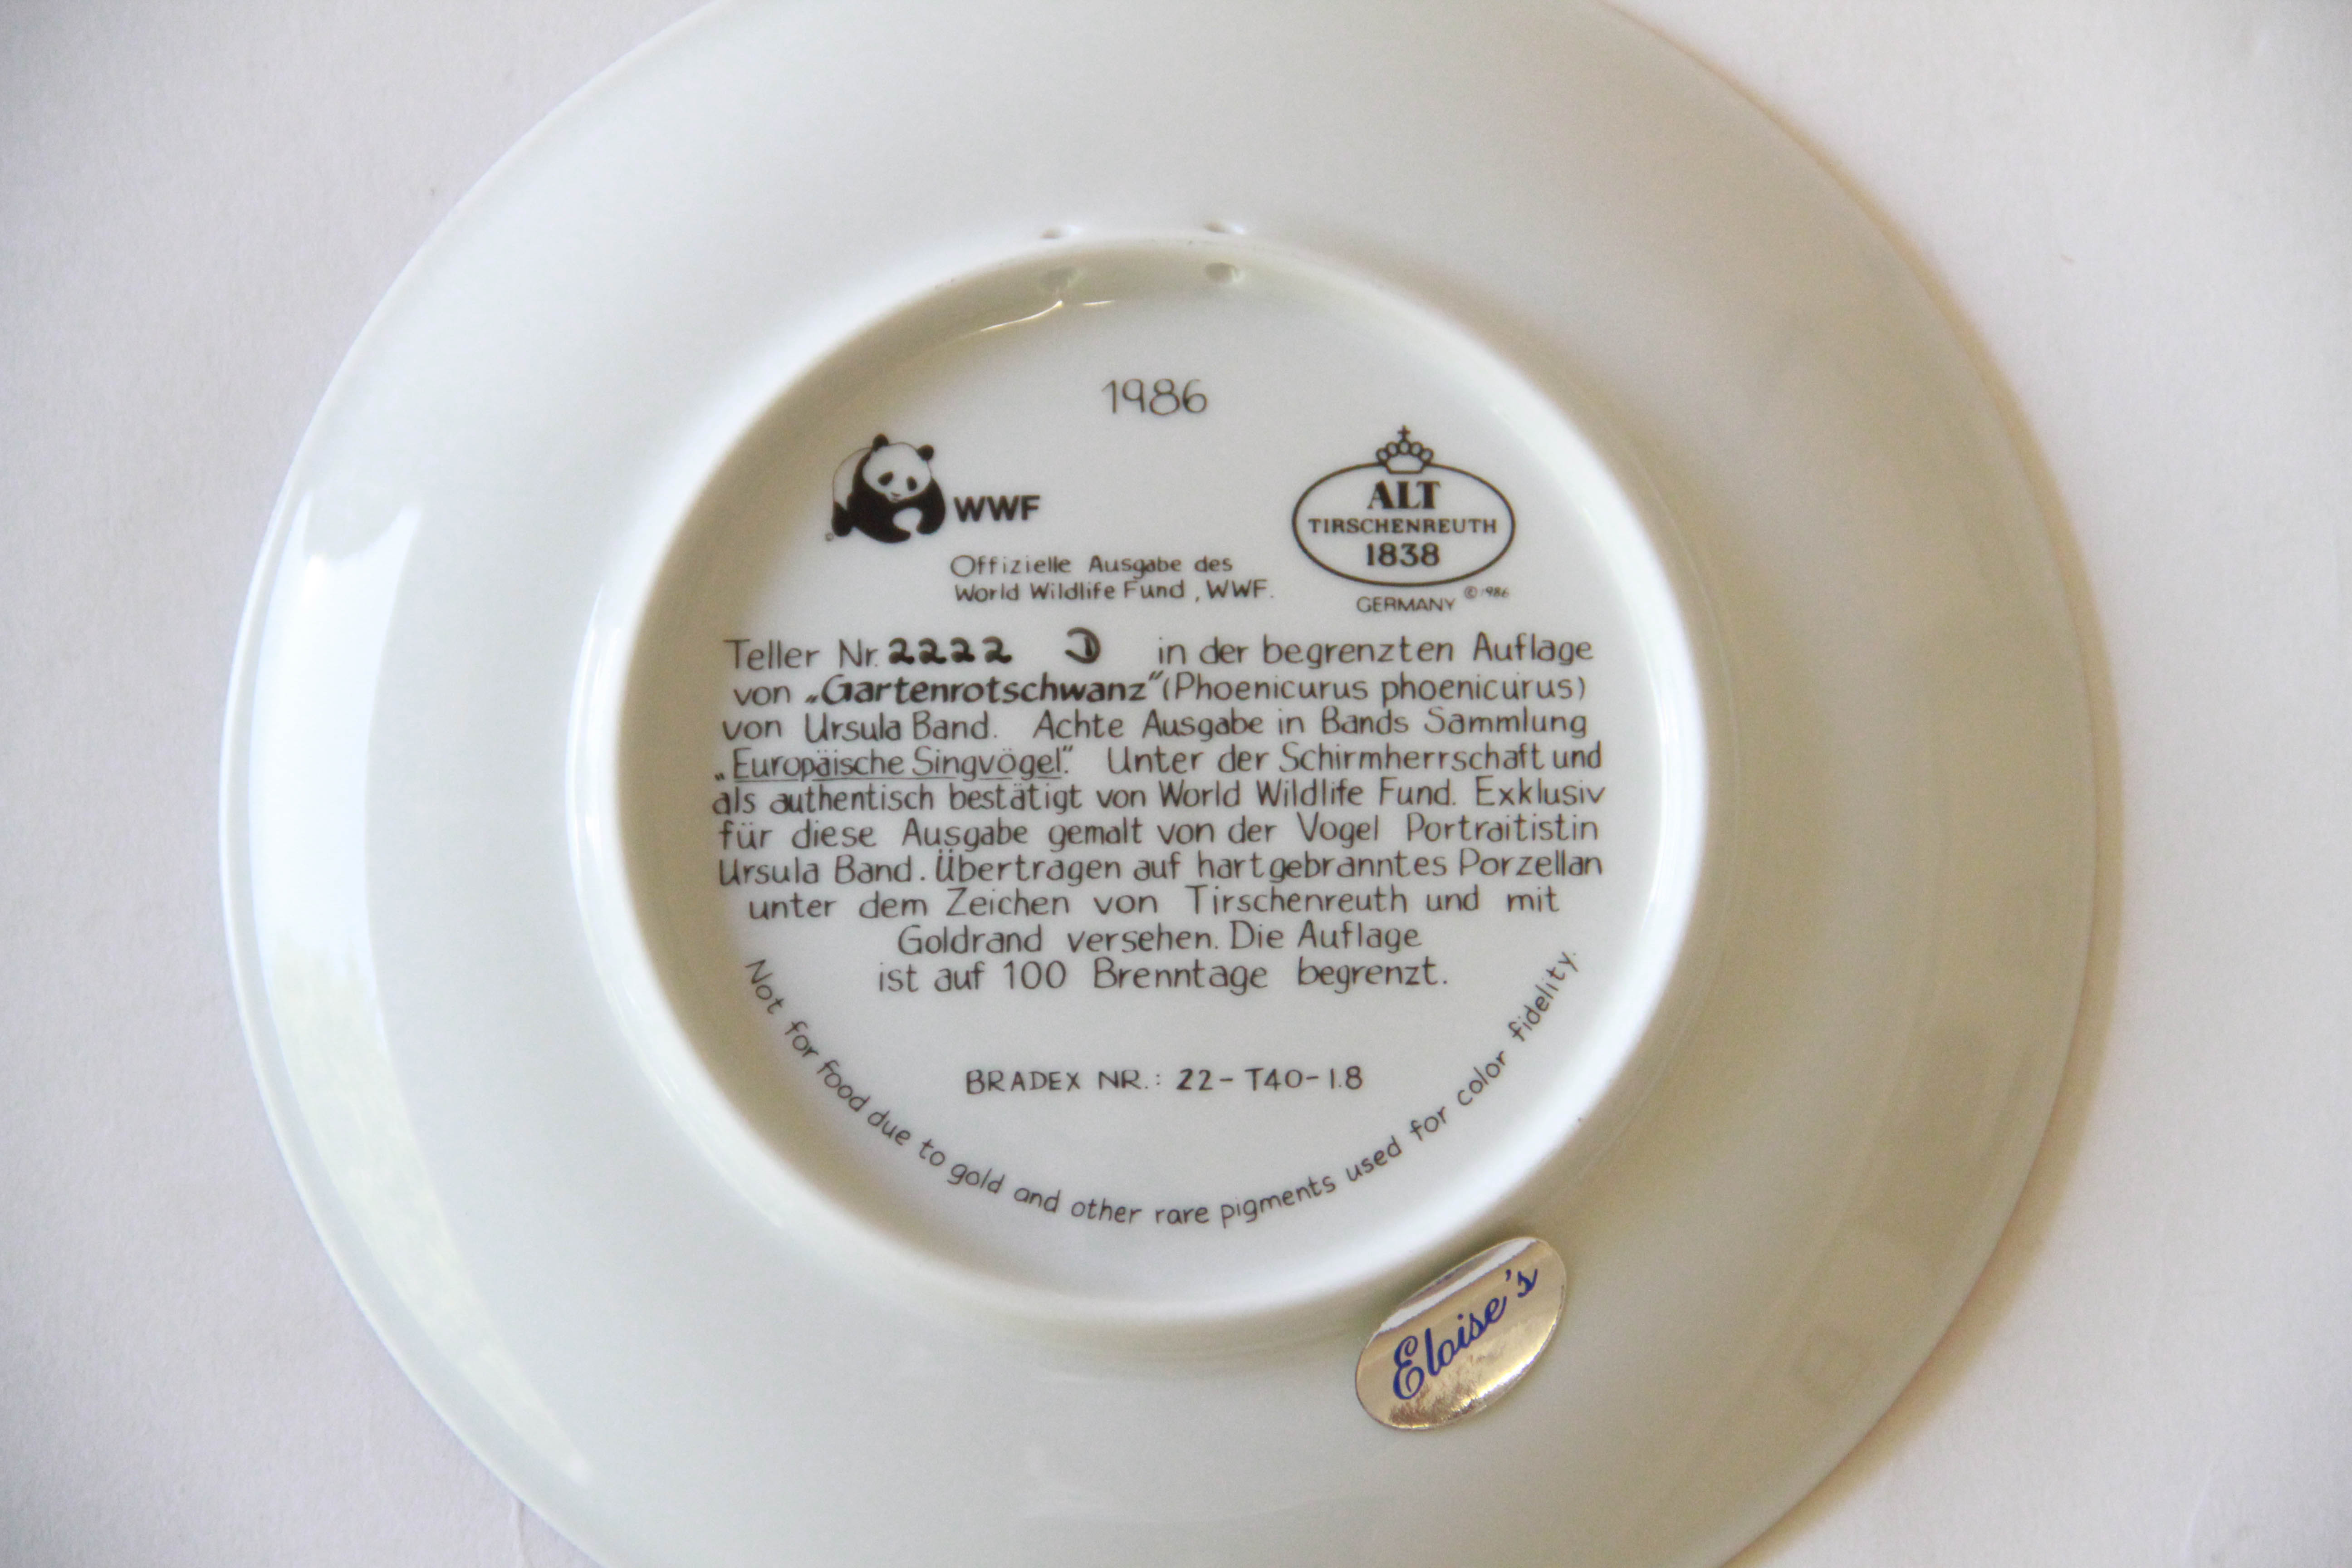 1986
WWF
Offizielle Ausgabe des
World Wildlife Fund, WWF.
ALT
TIRSCHENREUTH
1838
GERMANY © 1986
Teller Nr. 2222 D in der begrenzten Auflage
von „Gartenrotschwanz“ (Phoenicurus phoenicurus)
von Ursula Band. Achte Ausgabe in Bands Sammlung
„Europäische Singvögel“. Unter der Schirmherrschaft und
als authentisch bestätigt von World Wildlife Fund. Exklusiv
für diese Ausgabe gemalt von der Vogel Portraitistin
Ursula Band. Übertragen auf hartgebranntes Porzellan
unter dem Zeichen von Tirschenreuth und mit
Goldrand versehen. Die Auflage
ist auf 100 Brenntage begrenzt.
BRADEX NR.: 22-T40-1.8
Not for food due to gold and other rare pigments used for color fidelity.
Eloise's